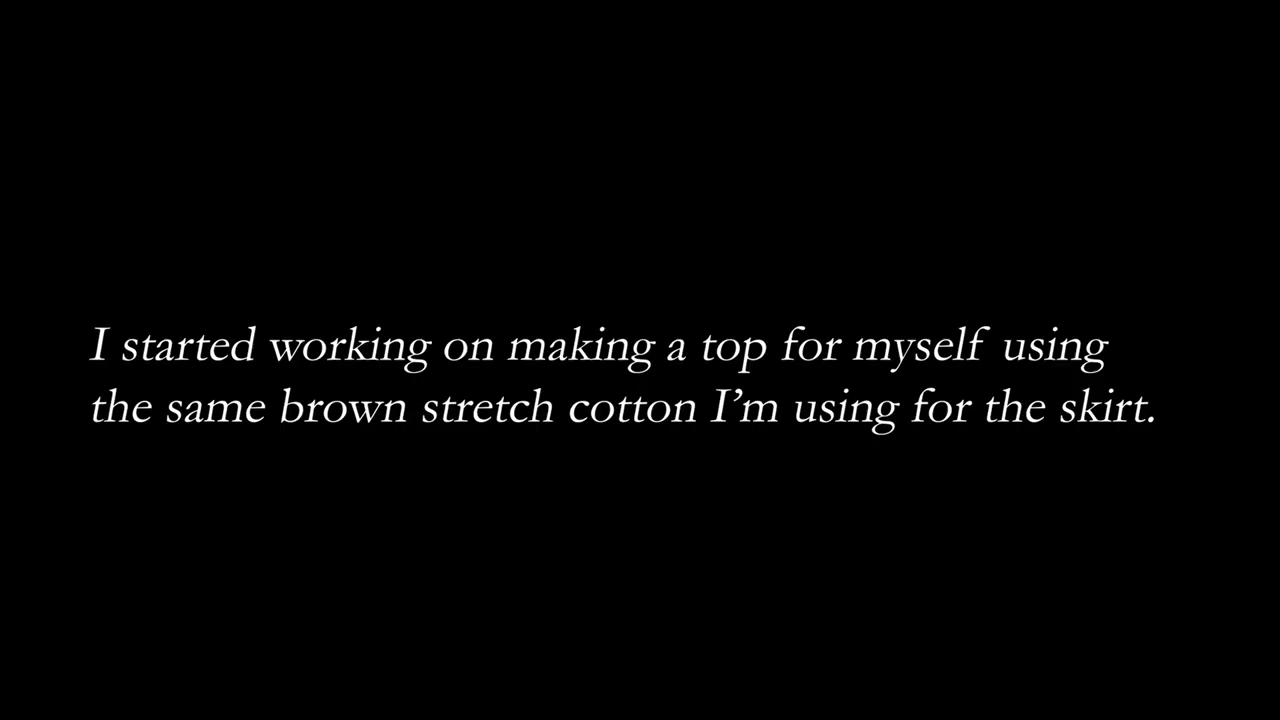 I started working on making a top for myself using
the same brown stretch cotton I’m using for the skirt.